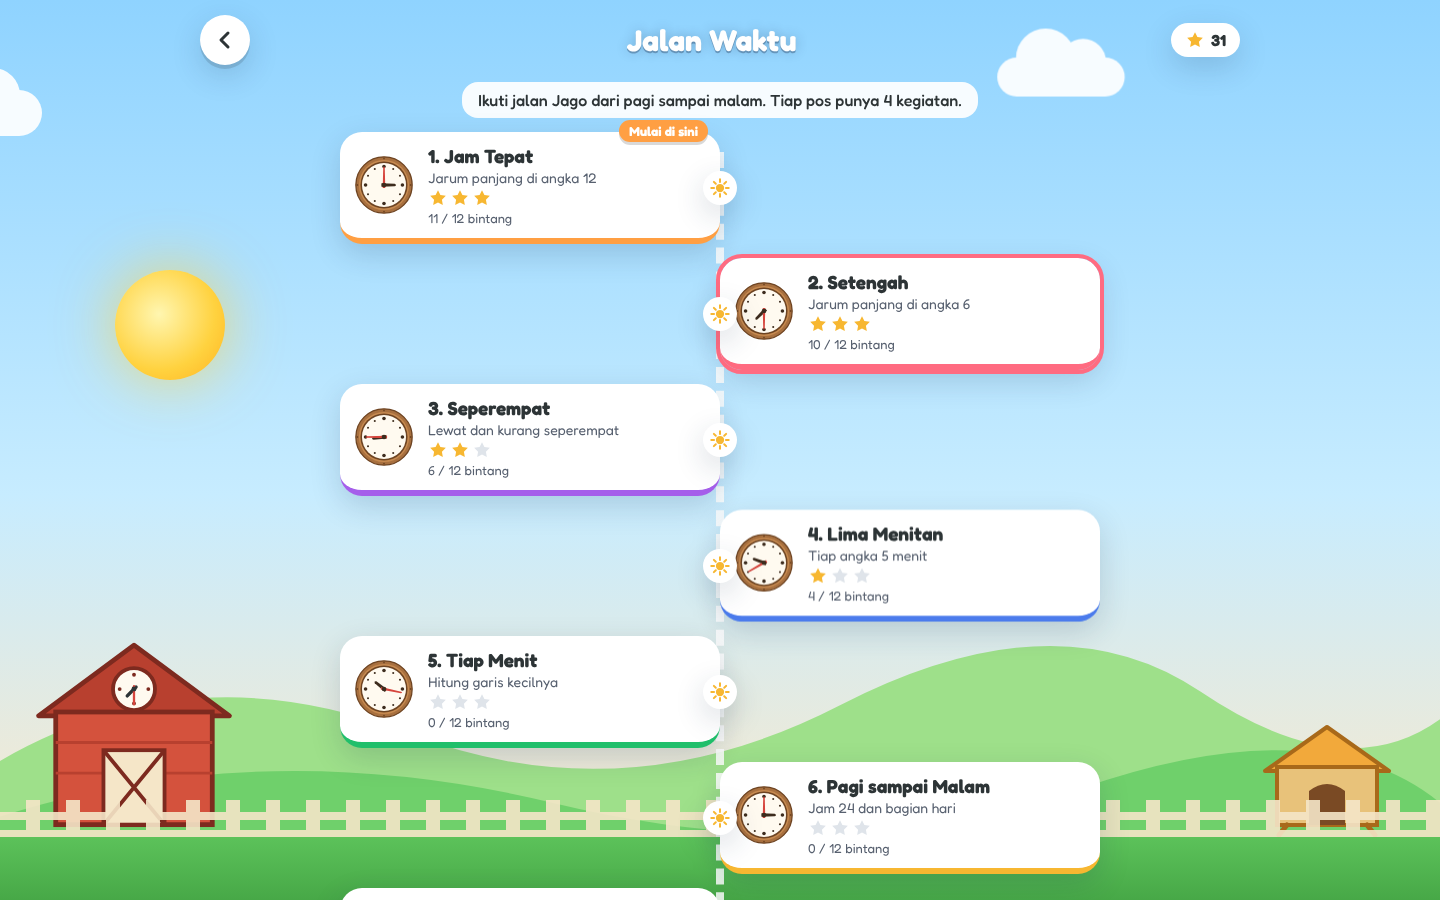 Jalan Waktu
31
Ikuti jalan Jago dari pagi sampai malam. Tiap pos punya 4 kegiatan.
Mulai di sini
1. Jam Tepat
Jarum panjang di angka 12
11 / 12 bintang
2. Setengah
Jarum panjang di angka 6
10 / 12 bintang
3. Seperempat
Lewat dan kurang seperempat
6 / 12 bintang
4. Lima Menitan
Tiap angka 5 menit
4 / 12 bintang
5. Tiap Menit
Hitung garis kecilnya
0 / 12 bintang
6. Pagi sampai Malam
Jam 24 dan bagian hari
0 / 12 bintang